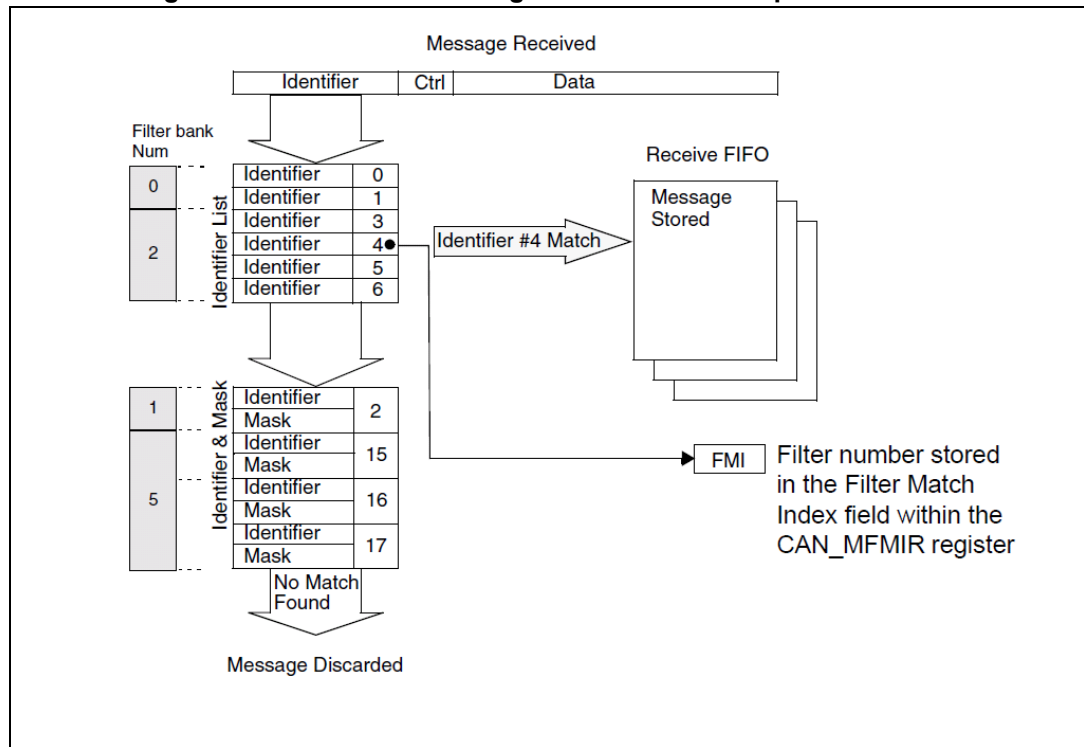 Message Received
Identifier Ctrl Data
Filter bank
Num
Receive FIFO
0
2
Identifier List
Identifier 0
Identifier 1
Identifier 3
Identifier 4
Identifier 5
Identifier 6
Identifier #4 Match
Message
Stored
1
5
Identifier & Mask
Identifier
Mask
2
Identifier
Mask
15
Identifier
Mask
16
Identifier
Mask
17
No Match
Found
Message Discarded
FMI
Filter number stored
in the Filter Match
Index field within the
CAN_MFMIR register